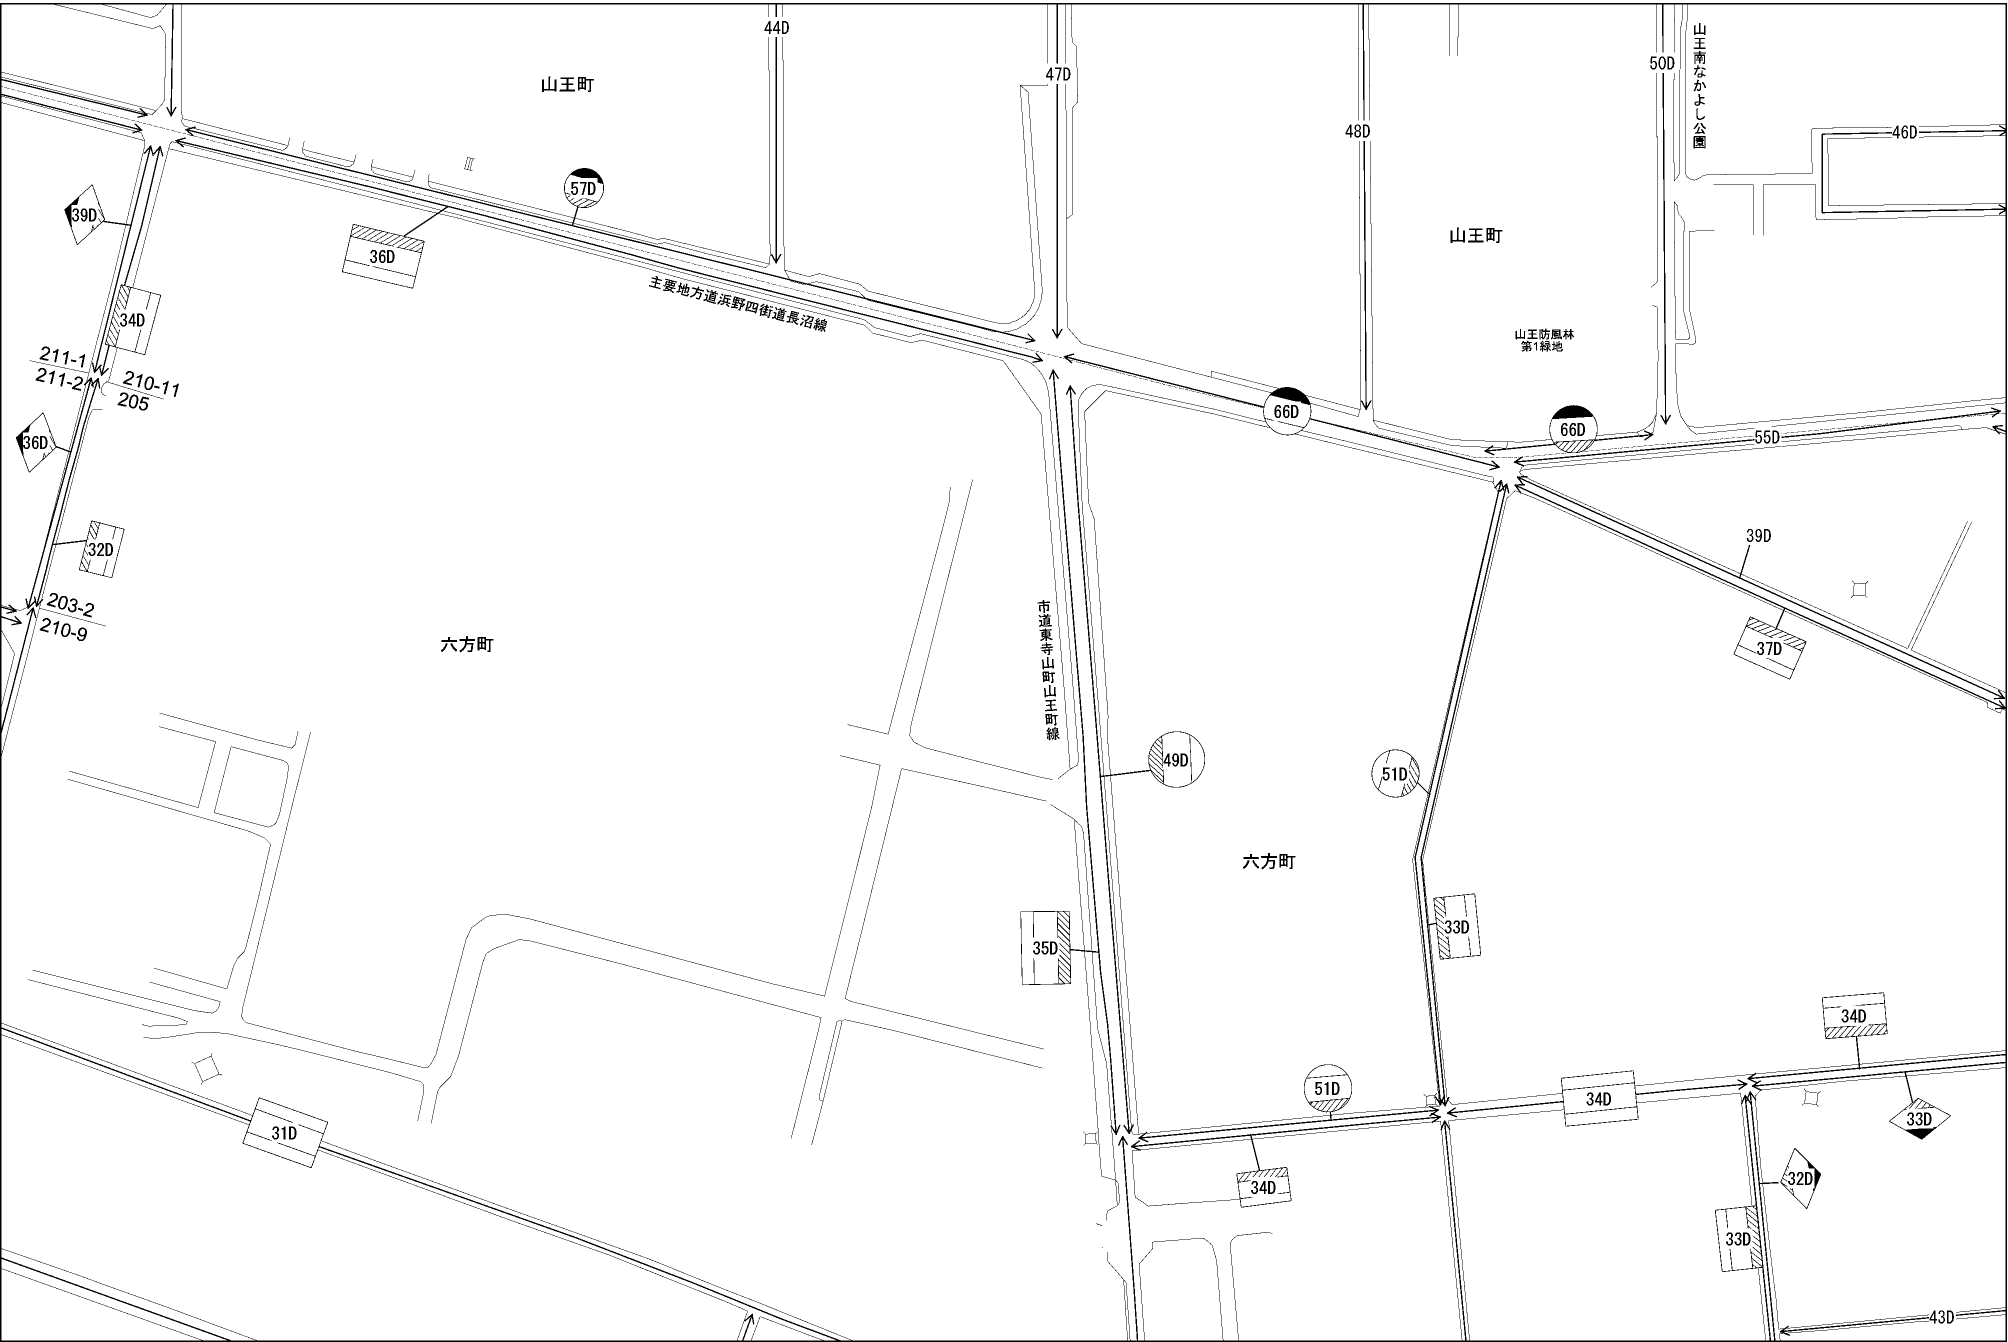 44D
47D
50D
山王南なかよし公園
山王町
48D
46D
57D
39D
36D
山王町
主要地方道浜野四街道長沼線
34D
山王防風林
第1緑地
211-1
211-2
210-11
205
66D
66D
55D
36D
32D
39D
203-2
210-9
六方町
市道東寺山町山王町線
37D
49D
51D
六方町
33D
35D
34D
51D
34D
33D
31D
34D
32D
33D
43D